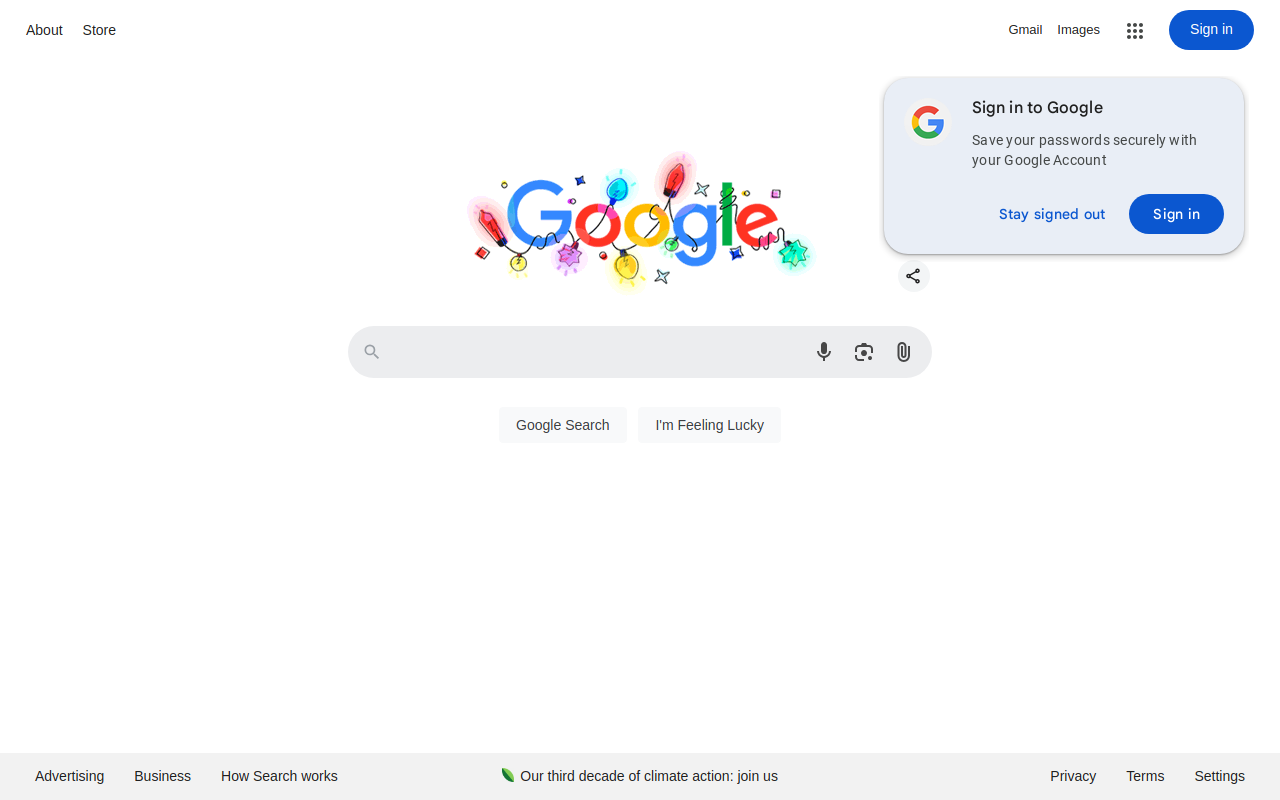 About Store
Gmail Images
Sign in
Sign in to Google
Save your passwords securely with
your Google Account
Stay signed out
Sign in
Google
Google Search
I'm Feeling Lucky
Advertising Business How Search works
Our third decade of climate action: join us
Privacy Terms Settings